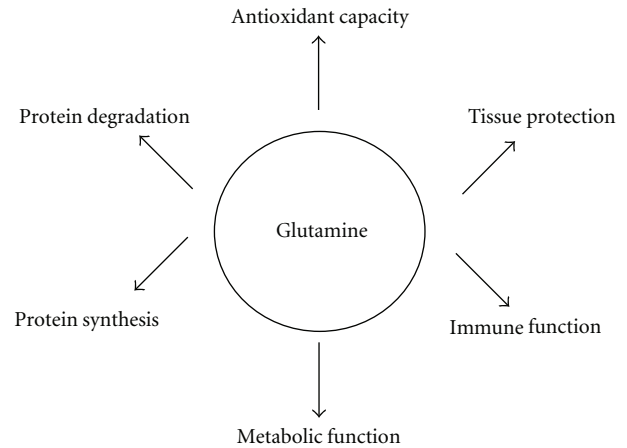 Antioxidant capacity
Protein degradation
Tissue protection
Glutamine
Protein synthesis
Immune function
Metabolic function